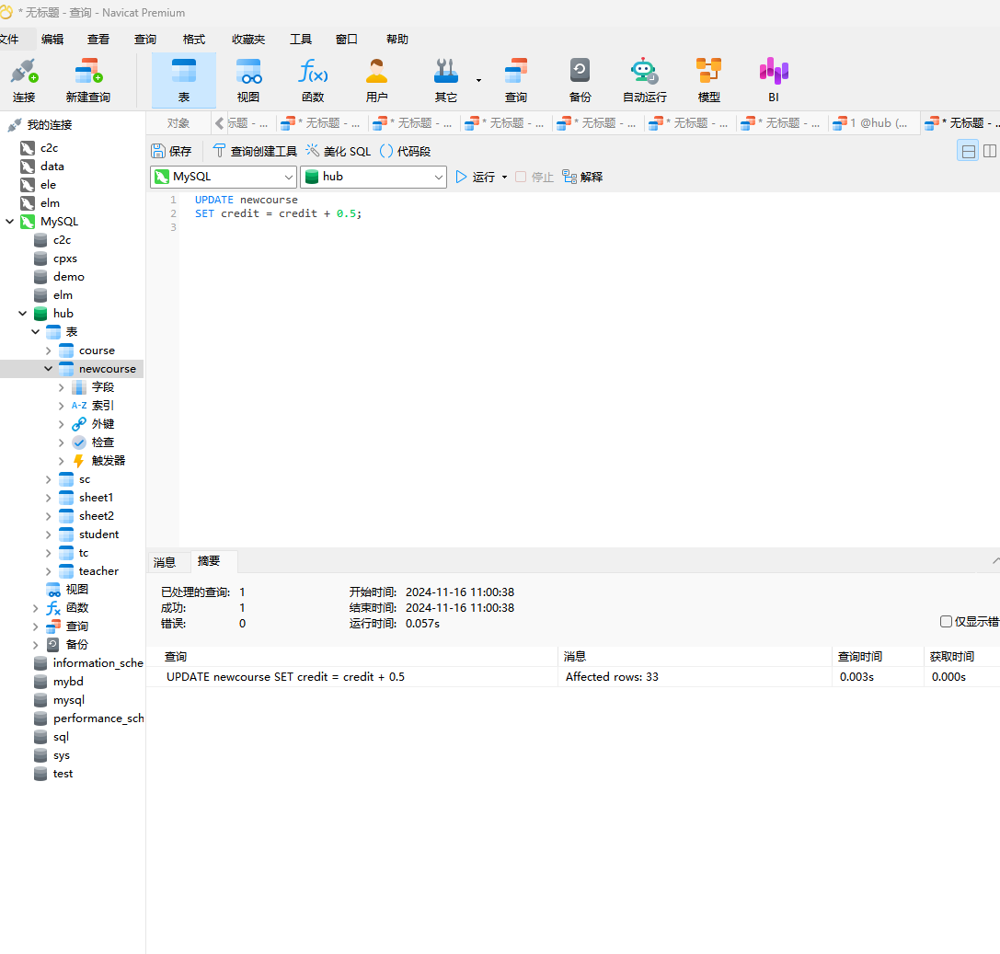 * 无标题 - 查询 - Navicat Premium
文件 编辑 查看 查询 格式 收藏夹 工具 窗口 帮助
连接 新建查询 表 视图 函数 用户 其它 查询 备份 自动运行 模型 BI
我的连接
c2c
data
ele
elm
MySQL
c2c
cpxs
demo
elm
hub
表
course
newcourse
字段
A-Z 索引
外键
检查
触发器
sc
sheet1
sheet2
student
tc
teacher
视图
函数
查询
备份
information_sche
mybd
mysql
performance_sch
sql
sys
test
对象 标题 - ... * 无标题 - ... * 无标题 - ... * 无标题 - ... * 无标题 - ... * 无标题 - ... * 无标题 - ... 1 @hub (... * 无标题 - ...
保存 查询创建工具 美化 SQL () 代码段
MySQL hub 运行 停止 解释
1 UPDATE newcourse
2 SET credit = credit + 0.5;
3
消息 摘要
已处理的查询: 1 开始时间: 2024-11-16 11:00:38
成功: 1 结束时间: 2024-11-16 11:00:38
错误: 0 运行时间: 0.057s
仅显示错
查询 消息 查询时间 获取时间
UPDATE newcourse SET credit = credit + 0.5 Affected rows: 33 0.003s 0.000s